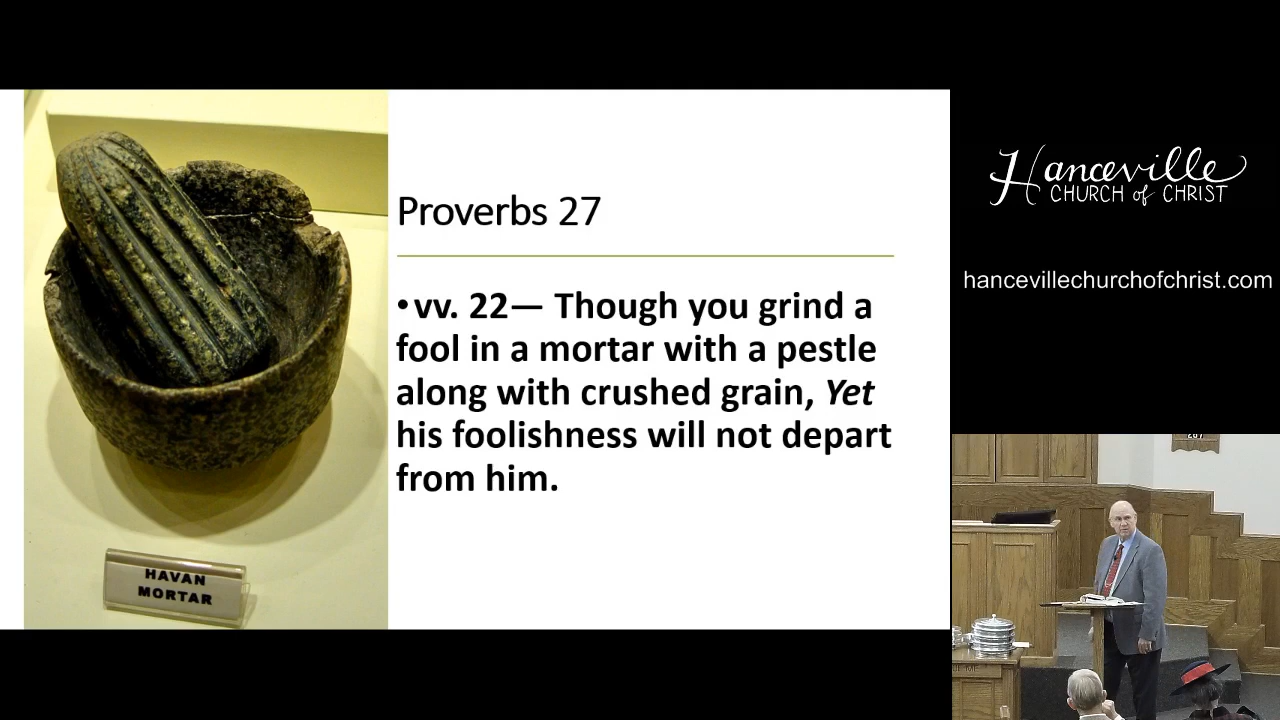 Proverbs 27
•vv. 22— Though you grind a
fool in a mortar with a pestle
along with crushed grain, Yet
his foolishness will not depart
from him.
HAVAN
MORTAR
Hanceville
CHURCH of CHRIST
hancevillechurchofchrist.com